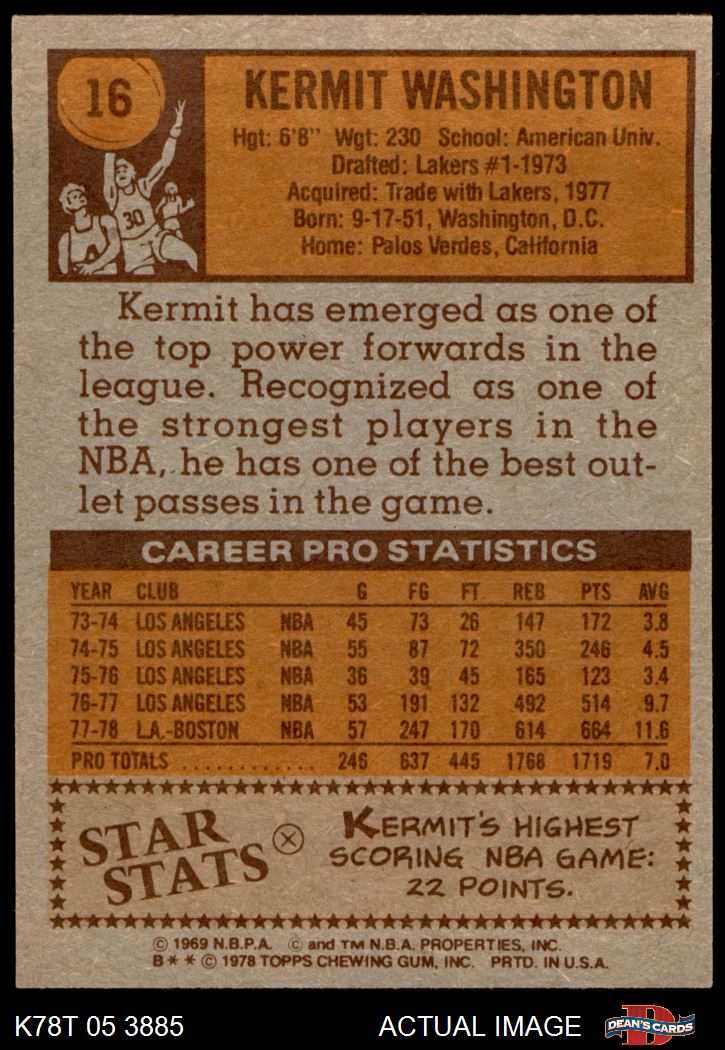 16
KERMIT WASHINGTON
Hgt: 6'8" Wgt: 230 School: American Univ.
Drafted: Lakers #1-1973
Acquired: Trade with Lakers, 1977
Born: 9-17-51, Washington, D.C.
Home: Palos Verdes, California
30
Kermit has emerged as one of
the top power forwards in the
league. Recognized as one of
the strongest players in the
NBA, he has one of the best out-
let passes in the game.
CAREER PRO STATISTICS
YEAR CLUB G FG FT REB PTS AVG
73-74 LOS ANGELES NBA 45 73 26 147 172 3.8
74-75 LOS ANGELES NBA 55 87 72 350 246 4.5
75-76 LOS ANGELES NBA 36 39 45 165 123 3.4
76-77 LOS ANGELES NBA 53 191 132 492 514 9.7
77-78 L.A.-BOSTON NBA 57 247 170 614 664 11.6
PRO TOTALS ............ 246 637 445 1768 1719 7.0
STAR
STATS
KERMIT'S HIGHEST
SCORING NBA GAME:
22 POINTS.
© 1969 N.B.P.A. © and TM N.B.A. PROPERTIES, INC.
B * * © 1978 TOPPS CHEWING GUM, INC. PRTD. IN U.S.A.
K78T 05 3885 ACTUAL IMAGE
D
DEAN'S CARDS